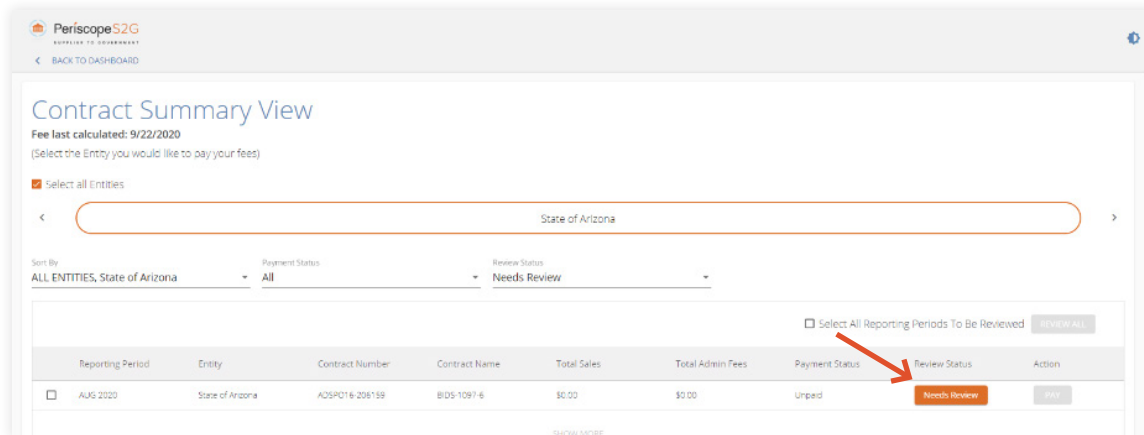 PeriscopeS2G
SUPPLIER TO GOVERNMENT
BACK TO DASHBOARD
Contract Summary View
Fee last calculated: 9/22/2020
(Select the Entity you would like to pay your fees)
Select all Entities
State of Arizona
Sort By Payment Status Review Status
ALL ENTITIES, State of Arizona All Needs Review
Select All Reporting Periods To Be Reviewed REVIEW ALL
Reporting Period Entity Contract Number Contract Name Total Sales Total Admin Fees Payment Status Review Status Action
AUG 2020 State of Arizona ADSPO16-206159 BIDS-1097-6 $0.00 $0.00 Unpaid Needs Review PAY
SHOW MORE